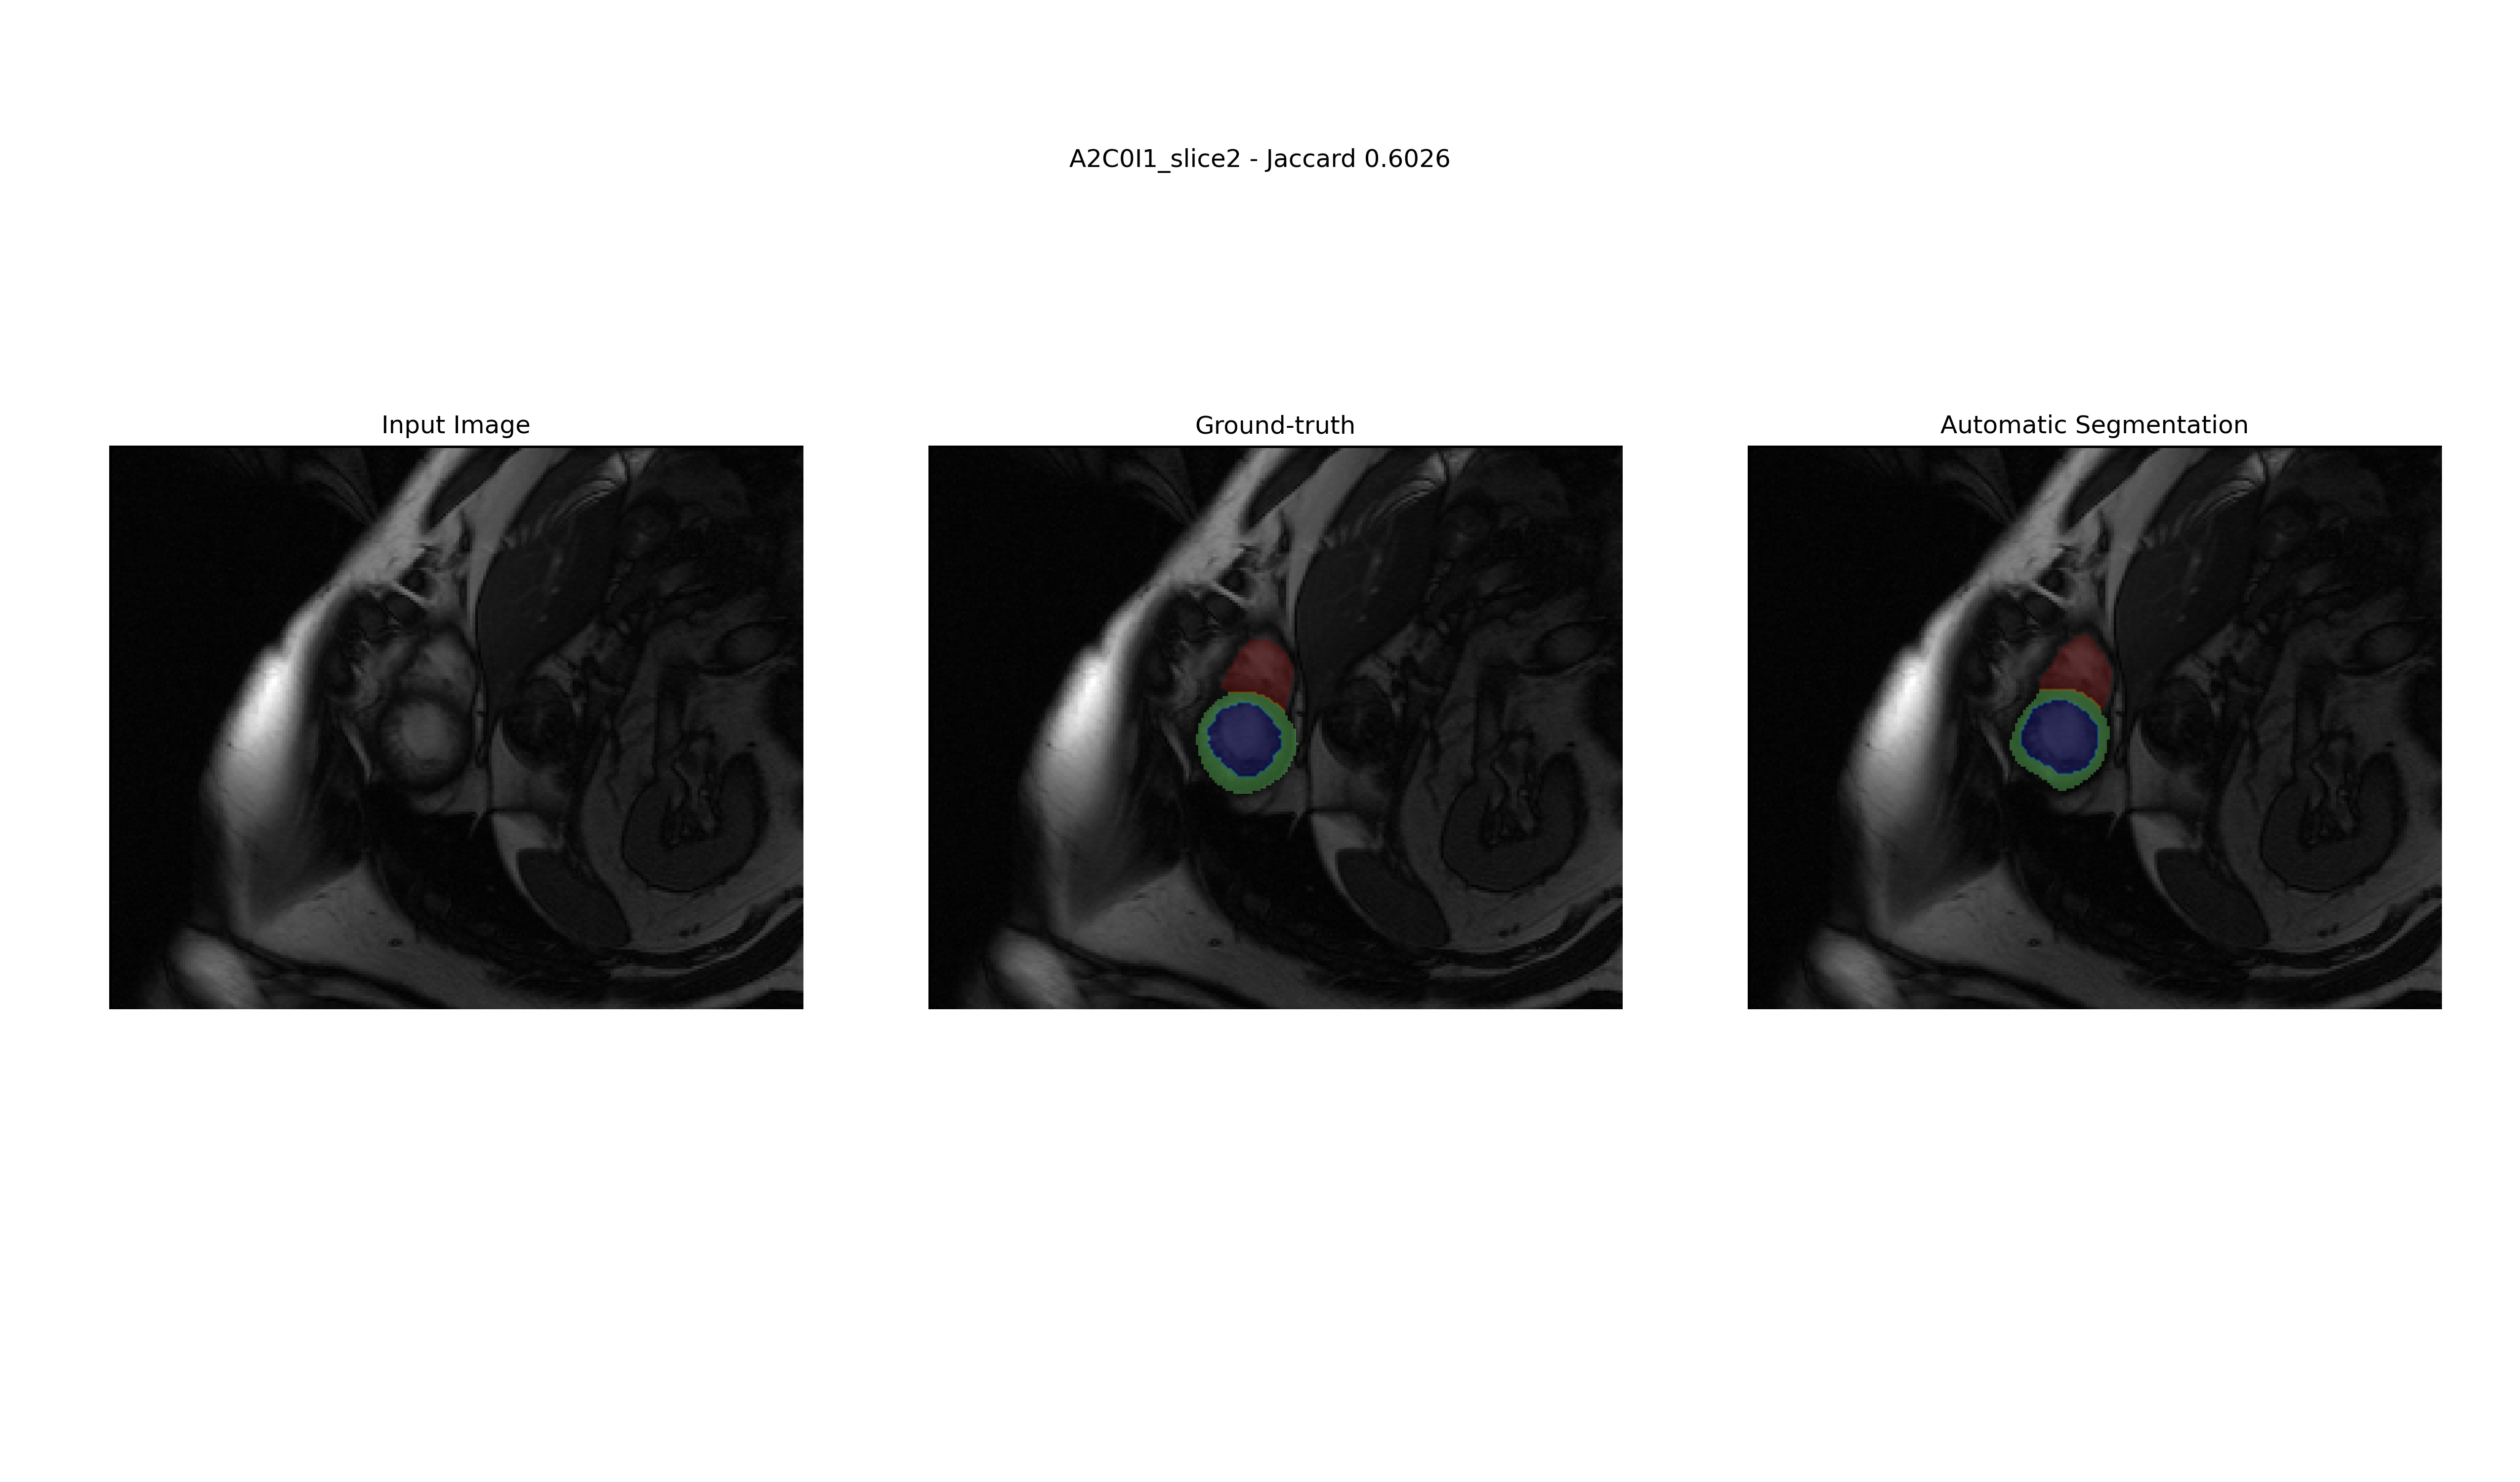 A2C0I1_slice2 - Jaccard 0.6026
Input Image
Ground-truth
Automatic Segmentation